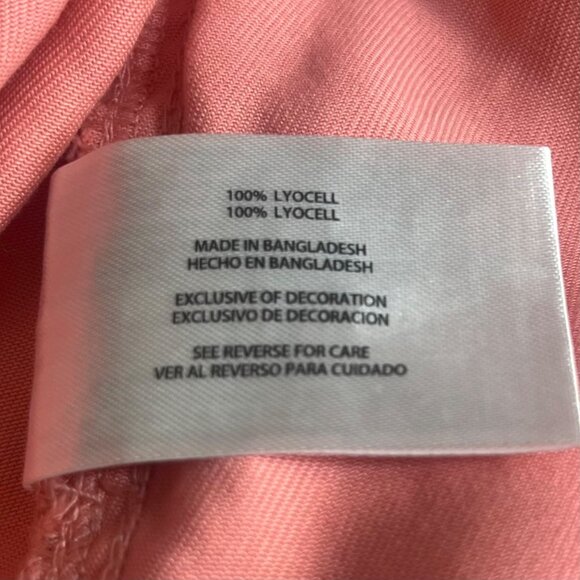 100% LYOCELL
100% LYOCELL
MADE IN BANGLADESH
HECHO EN BANGLADESH
EXCLUSIVE OF DECORATION
EXCLUSIVO DE DECORACION
SEE REVERSE FOR CARE
VER AL REVERSO PARA CUIDADO